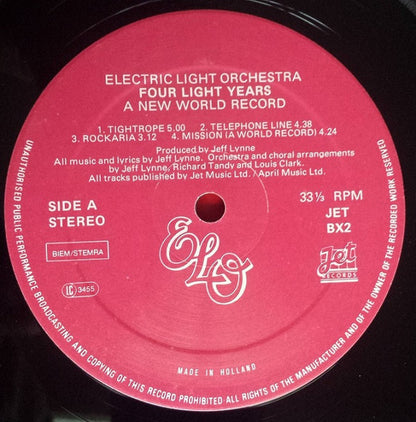 ELECTRIC LIGHT ORCHESTRA
FOUR LIGHT YEARS
A NEW WORLD RECORD
1. TIGHTROPE 5.00 2. TELEPHONE LINE 4.38
3. ROCKARIA 3.12 4. MISSION (A WORLD RECORD) 4.24
Produced by Jeff Lynne
All music and lyrics by Jeff Lynne. Orchestra and choral arrangements
by Jeff Lynne, Richard Tandy and Louis Clark.
All tracks published by Jet Music Ltd. / April Music Ltd.
SIDE A
STEREO
33⅓ RPM
JET
BX2
BIEM/STEMRA
ELO
Jet
RECORDS
LC 3455
MADE IN HOLLAND
UNAUTHORISED PUBLIC PERFORMANCE BROADCASTING AND COPYING OF THIS RECORD PROHIBITED ALL RIGHTS OF THE MANUFACTURER AND OF THE OWNER OF THE RECORDED WORK RESERVED